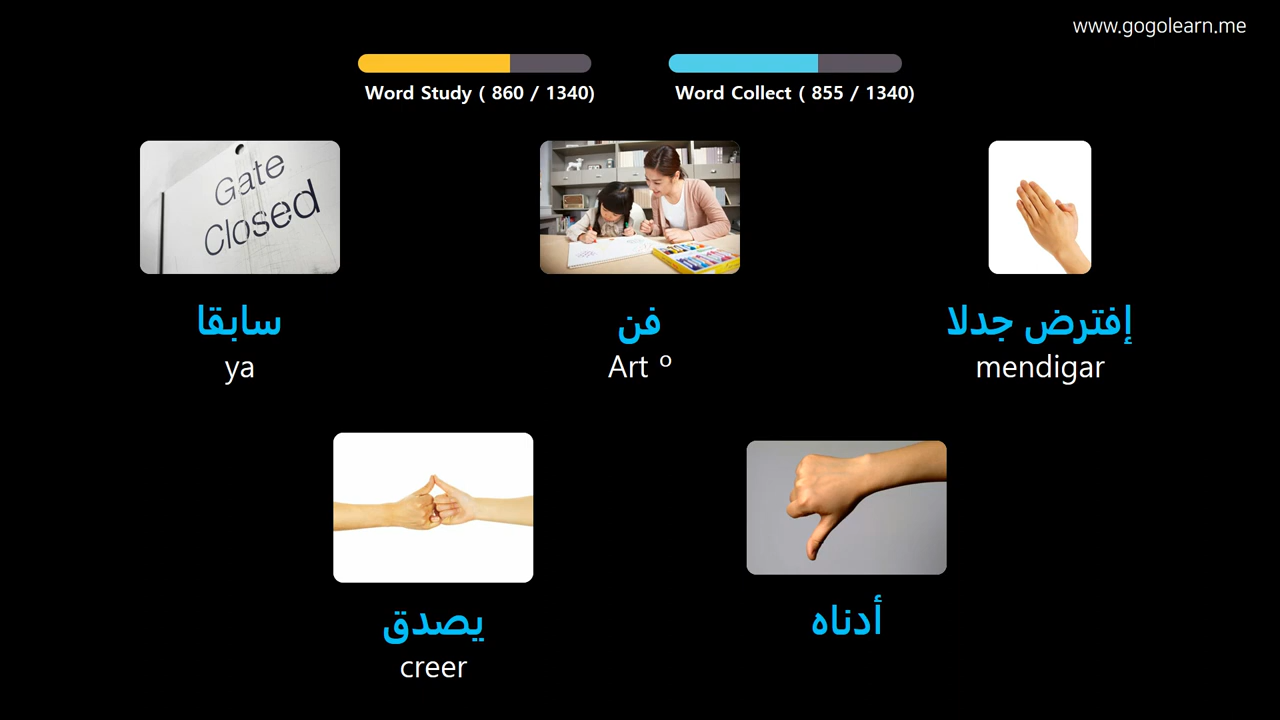 www.gogolearn.me
Word Study ( 860 / 1340)
Word Collect ( 855 / 1340)
Gate
Closed
سابقا
ya
فن
Art º
إفترض جدلا
mendigar
يصدق
creer
أدناه